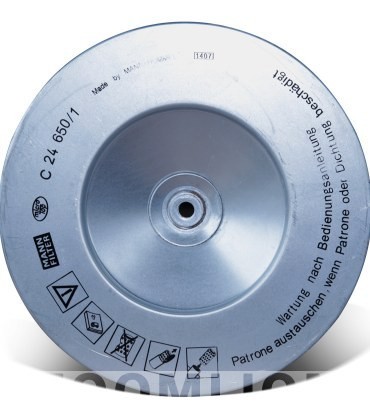 C 24 650/1
Made by MANN
1407
MANN
FILTER
Wartung nach Bedienungsanleitung
Patrone austauschen, wenn Patrone oder Dichtung beschädigt